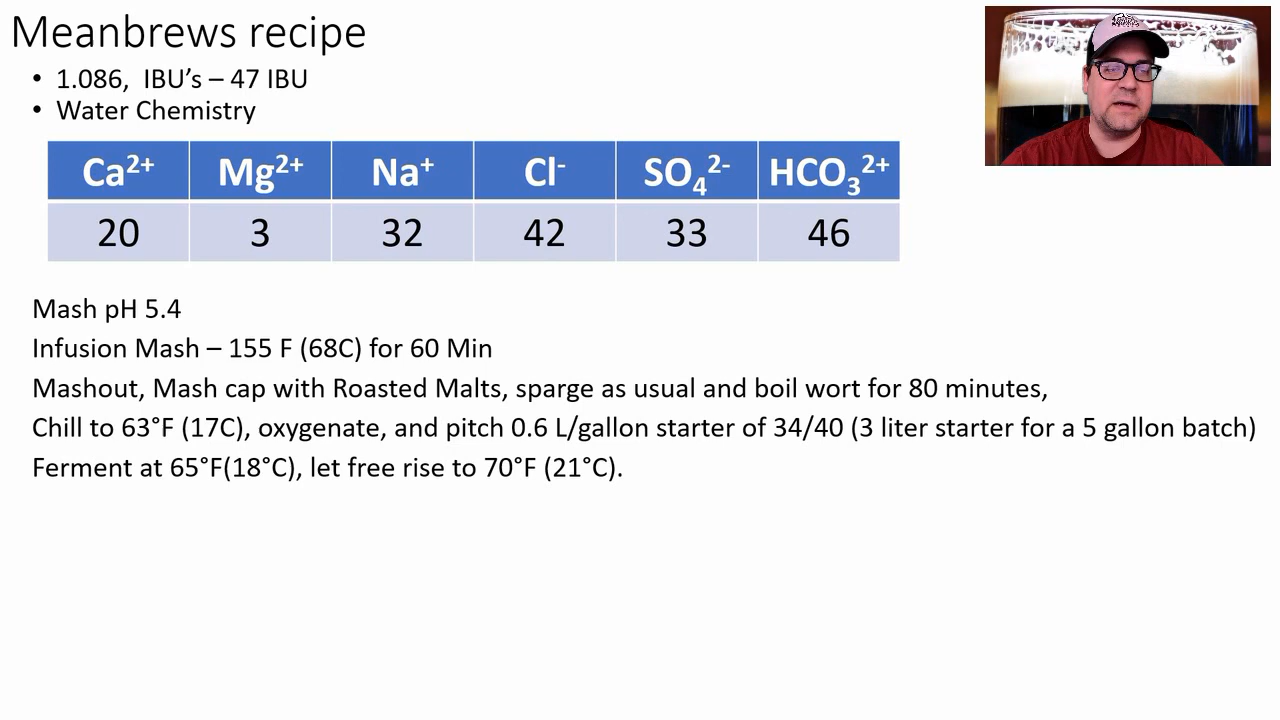 Meanbrews recipe
• 1.086, IBU’s – 47 IBU
• Water Chemistry
Ca²⁺ Mg²⁺ Na⁺ Cl⁻ SO₄²⁻ HCO₃²⁺
20 3 32 42 33 46
Mash pH 5.4
Infusion Mash – 155 F (68C) for 60 Min
Mashout, Mash cap with Roasted Malts, sparge as usual and boil wort for 80 minutes,
Chill to 63°F (17C), oxygenate, and pitch 0.6 L/gallon starter of 34/40 (3 liter starter for a 5 gallon batch)
Ferment at 65°F(18°C), let free rise to 70°F (21°C).